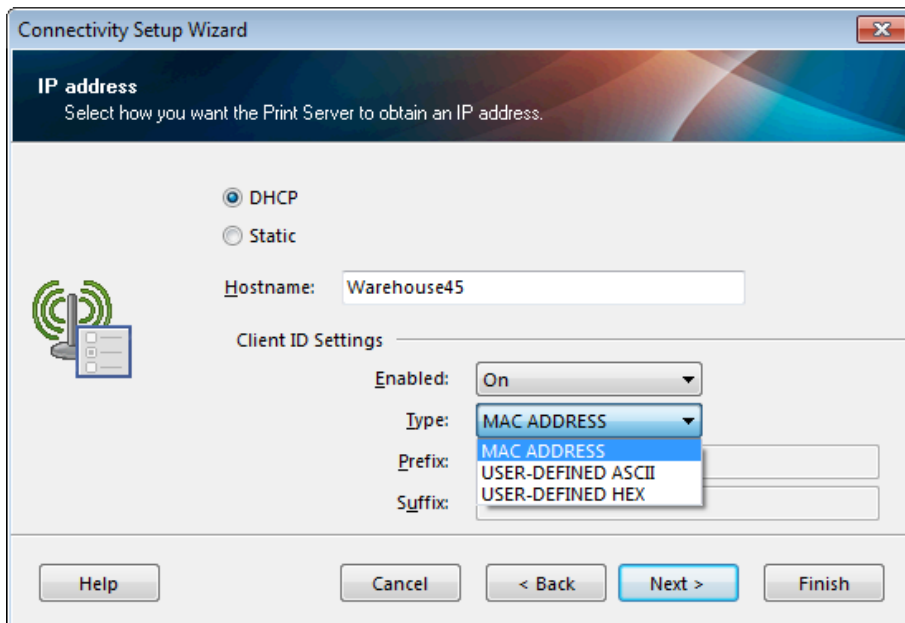 Connectivity Setup Wizard
IP address
Select how you want the Print Server to obtain an IP address.
DHCP
Static
Hostname: Warehouse45
Client ID Settings
Enabled: On
Type: MAC ADDRESS
MAC ADDRESS
Prefix:
USER-DEFINED ASCII
USER-DEFINED HEX
Suffix:
Help Cancel < Back Next > Finish